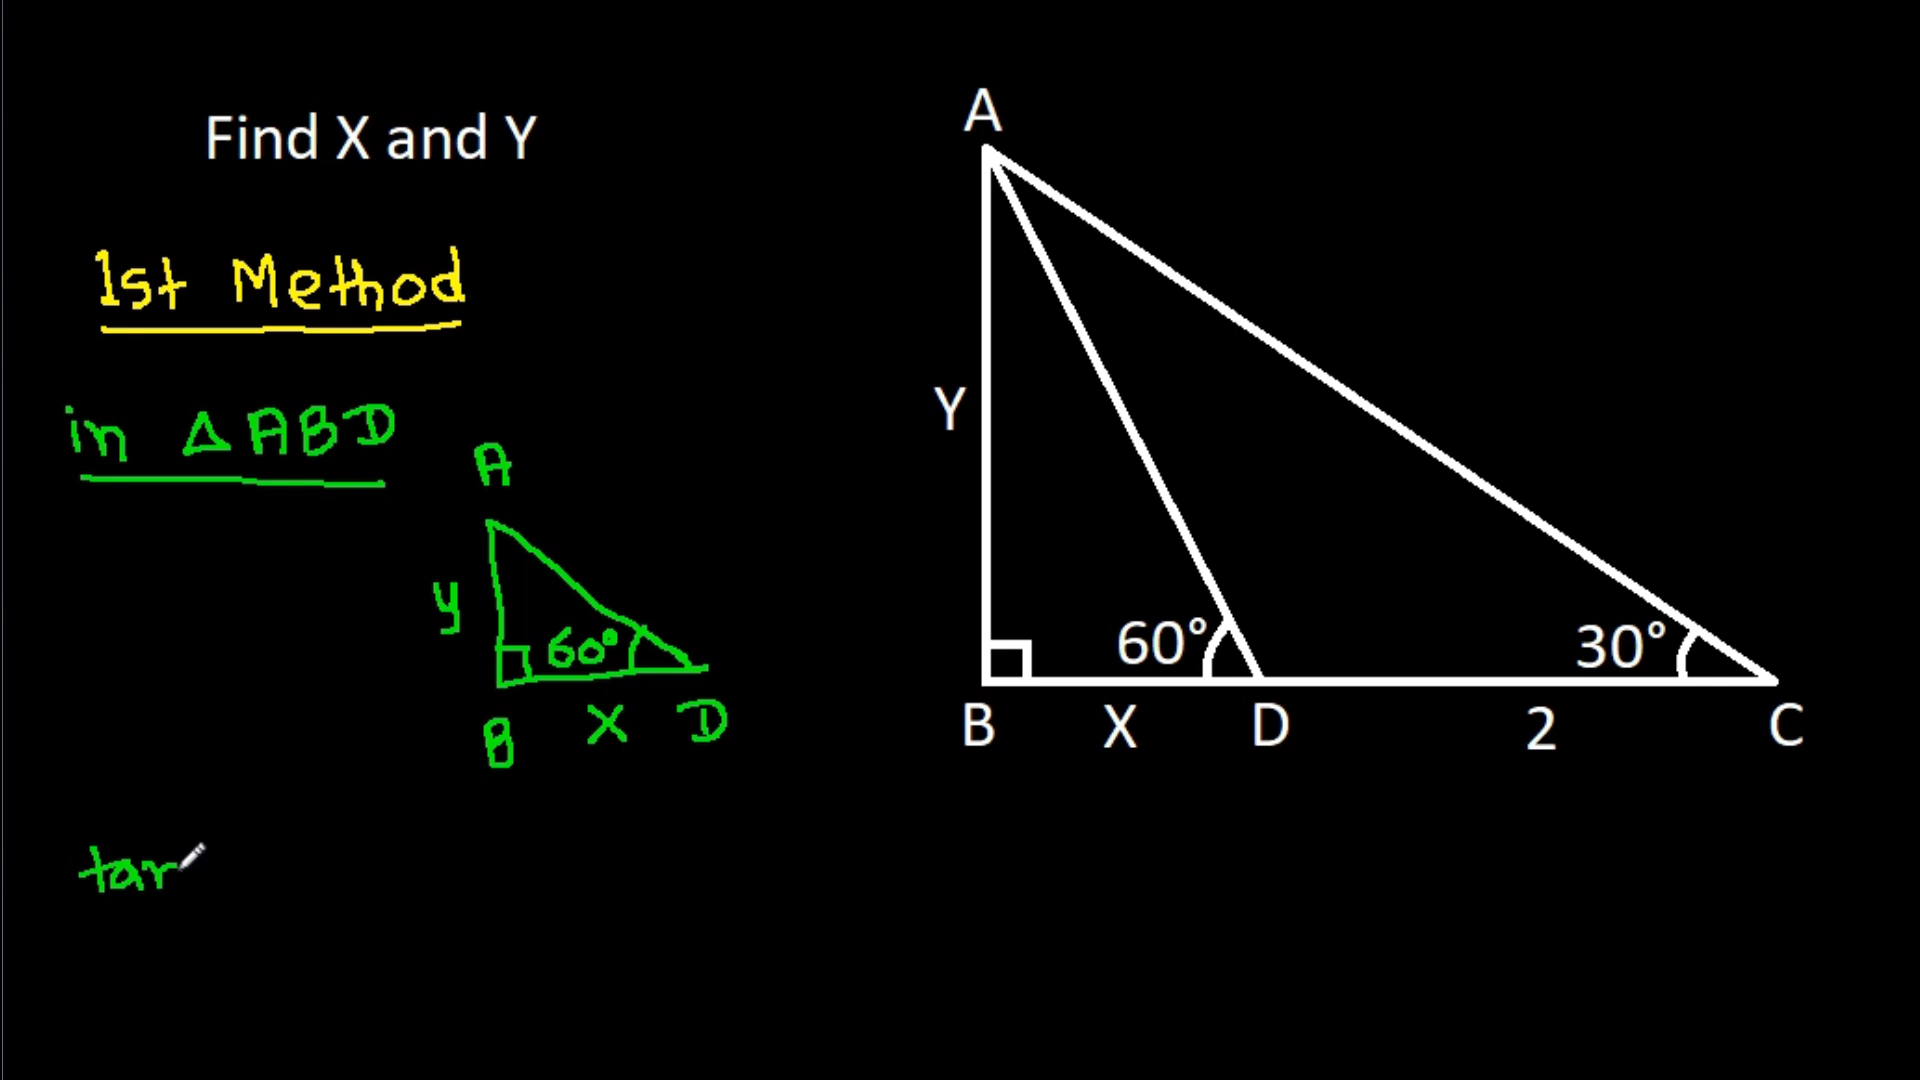 Find X and Y
1st Method
in Δ ABD
A
y
60°
B X D
tan
A
Y
60°
30°
B X D 2 C